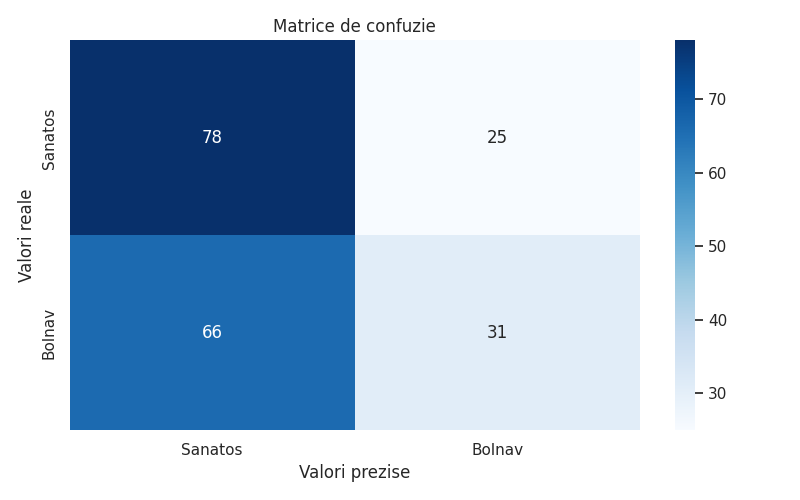 Matrice de confuzie
Valori reale
Sanatos
Bolnav
78
25
66
31
Sanatos
Bolnav
Valori prezise
70
60
50
40
30